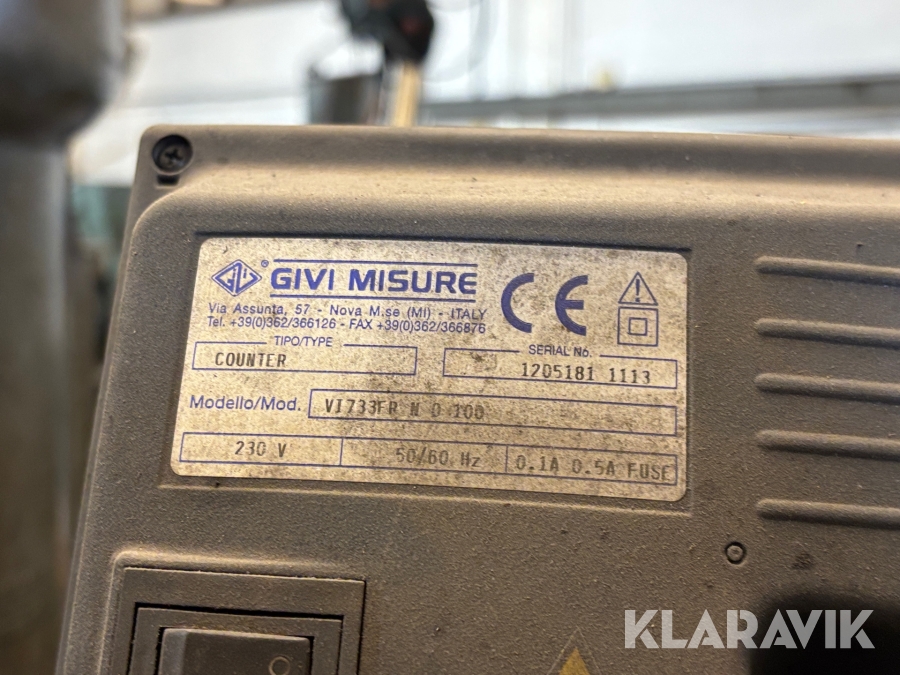 GiVi ® GIVI MISURE CE
Via Assunta, 57 - Nova M.se (MI) - ITALY
Tel. +39(0)362/366126 - FAX +39(0)362/366876
TIPO/TYPE SERIAL No.
COUNTER 1205181 1113
Modello/Mod. VI733FR N O 100
230 V 50/60 Hz 0.1A 0.5A FUSE
O
KLARAVIK